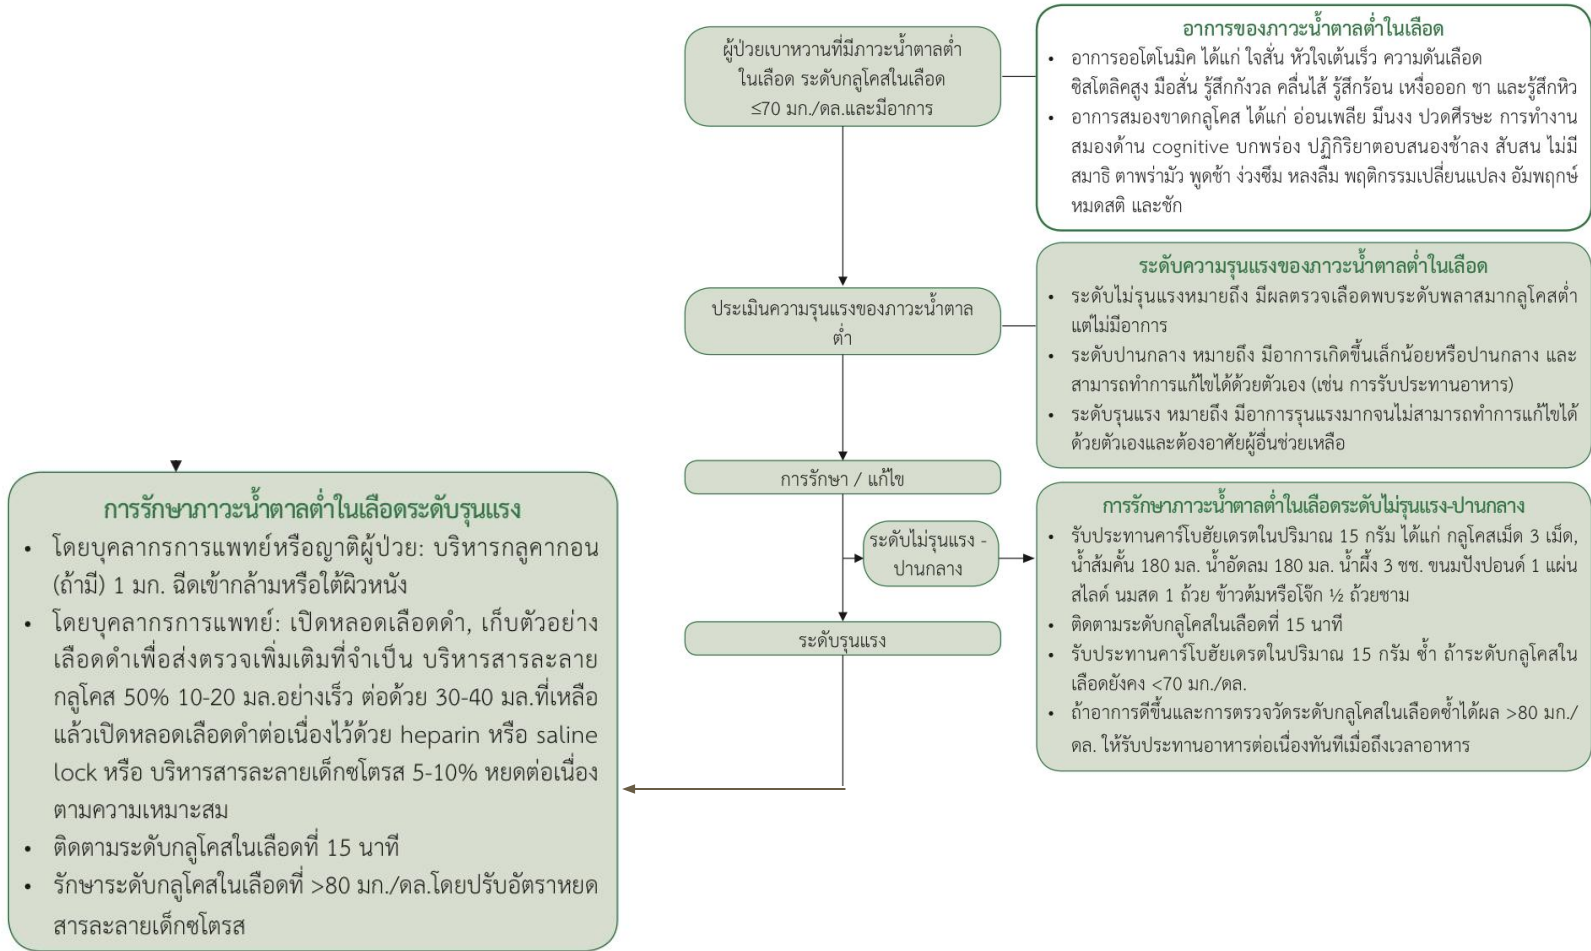 ผู้ป่วยเบาหวานที่มีภาวะน้ำตาลต่ำ
ในเลือด ระดับกลูโคสในเลือด
≤70 มก./ดล.และมีอาการ
อาการของภาวะน้ำตาลต่ำในเลือด
• อาการออโตโนมิค ได้แก่ ใจสั่น หัวใจเต้นเร็ว ความดันเลือด
ซิสโตลิคสูง มือสั่น รู้สึกกังวล คลื่นไส้ รู้สึกร้อน เหงื่อออก ชา และรู้สึกหิว
• อาการสมองขาดกลูโคส ได้แก่ อ่อนเพลีย มึนงง ปวดศีรษะ การทำงาน
สมองด้าน cognitive บกพร่อง ปฏิกิริยาตอบสนองช้าลง สับสน ไม่มี
สมาธิ ตาพร่ามัว พูดช้า ง่วงซึม หลงลืม พฤติกรรมเปลี่ยนแปลง อัมพฤกษ์
หมดสติ และชัก
ประเมินความรุนแรงของภาวะน้ำตาล
ต่ำ
ระดับความรุนแรงของภาวะน้ำตาลต่ำในเลือด
• ระดับไม่รุนแรงหมายถึง มีผลตรวจเลือดพบระดับพลาสมากลูโคสต่ำ
แต่ไม่มีอาการ
• ระดับปานกลาง หมายถึง มีอาการเกิดขึ้นเล็กน้อยหรือปานกลาง และ
สามารถทำการแก้ไขได้ด้วยตัวเอง (เช่น การรับประทานอาหาร)
• ระดับรุนแรง หมายถึง มีอาการรุนแรงมากจนไม่สามารถทำการแก้ไขได้
ด้วยตัวเองและต้องอาศัยผู้อื่นช่วยเหลือ
การรักษา / แก้ไข
ระดับไม่รุนแรง -
ปานกลาง
การรักษาภาวะน้ำตาลต่ำในเลือดระดับไม่รุนแรง-ปานกลาง
• รับประทานคาร์โบฮัยเดรตในปริมาณ 15 กรัม ได้แก่ กลูโคสเม็ด 3 เม็ด,
น้ำส้มคั้น 180 มล. น้ำอัดลม 180 มล. น้ำผึ้ง 3 ชช. ขนมปังปอนด์ 1 แผ่น
สไลด์ นมสด 1 ถ้วย ข้าวต้มหรือโจ๊ก ½ ถ้วยชาม
• ติดตามระดับกลูโคสในเลือดที่ 15 นาที
• รับประทานคาร์โบฮัยเดรตในปริมาณ 15 กรัม ซ้ำ ถ้าระดับกลูโคสใน
เลือดยังคง <70 มก./ดล.
• ถ้าอาการดีขึ้นและการตรวจวัดระดับกลูโคสในเลือดซ้ำได้ผล >80 มก./
ดล. ให้รับประทานอาหารต่อเนื่องทันทีเมื่อถึงเวลาอาหาร
ระดับรุนแรง
การรักษาภาวะน้ำตาลต่ำในเลือดระดับรุนแรง
• โดยบุคลากรการแพทย์หรือญาติผู้ป่วย: บริหารกลูคากอน
(ถ้ามี) 1 มก. ฉีดเข้ากล้ามหรือใต้ผิวหนัง
• โดยบุคลากรการแพทย์: เปิดหลอดเลือดดำ, เก็บตัวอย่าง
เลือดดำเพื่อส่งตรวจเพิ่มเติมที่จำเป็น บริหารสารละลาย
กลูโคส 50% 10-20 มล.อย่างเร็ว ต่อด้วย 30-40 มล.ที่เหลือ
แล้วเปิดหลอดเลือดดำต่อเนื่องไว้ด้วย heparin หรือ saline
lock หรือ บริหารสารละลายเด็กซโตรส 5-10% หยดต่อเนื่อง
ตามความเหมาะสม
• ติดตามระดับกลูโคสในเลือดที่ 15 นาที
• รักษาระดับกลูโคสในเลือดที่ >80 มก./ดล.โดยปรับอัตราหยด
สารละลายเด็กซโตรส